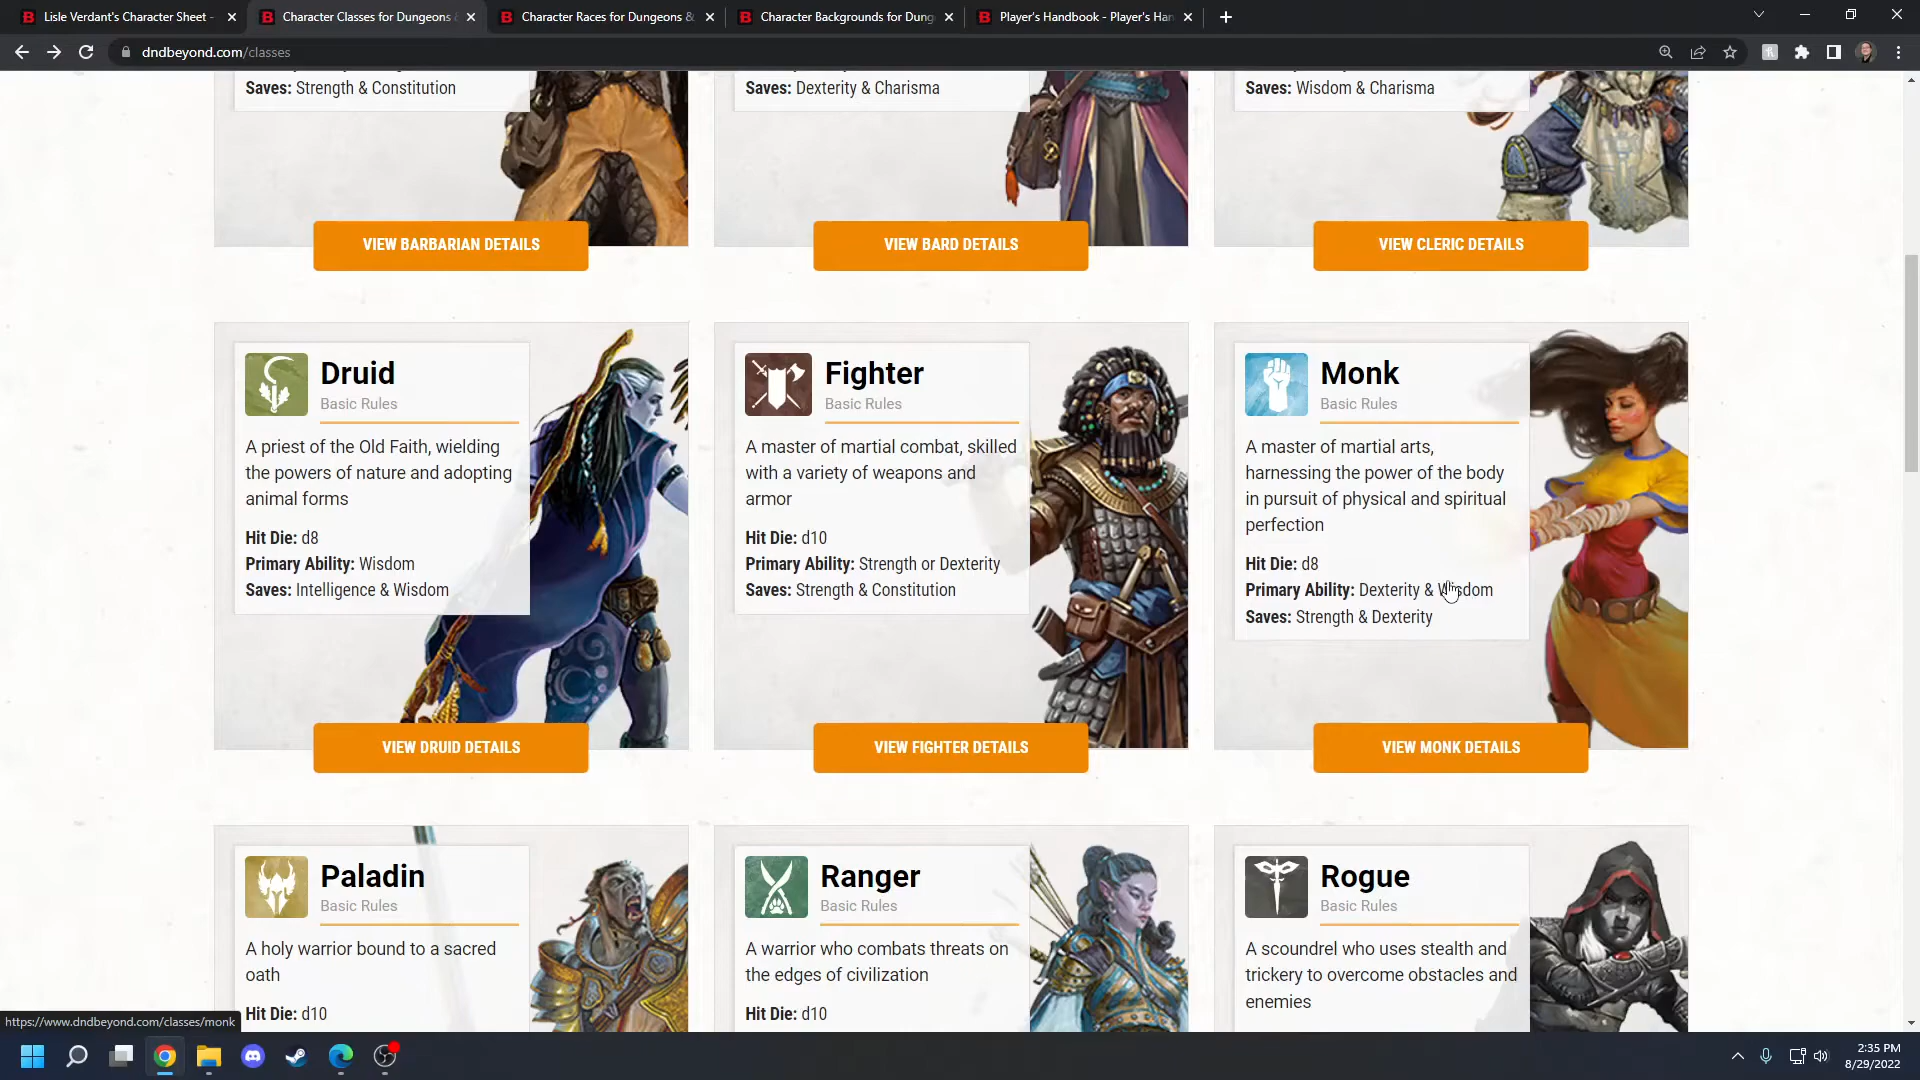 Lisle Verdant's Character Sheet -
Character Classes for Dungeons &
Character Races for Dungeons &
Character Backgrounds for Dung
Player's Handbook - Player's Han
dndbeyond.com/classes
Saves: Strength & Constitution
Saves: Dexterity & Charisma
Saves: Wisdom & Charisma
VIEW BARBARIAN DETAILS
VIEW BARD DETAILS
VIEW CLERIC DETAILS
Druid
Basic Rules
A priest of the Old Faith, wielding
the powers of nature and adopting
animal forms
Hit Die: d8
Primary Ability: Wisdom
Saves: Intelligence & Wisdom
VIEW DRUID DETAILS
Fighter
Basic Rules
A master of martial combat, skilled
with a variety of weapons and
armor
Hit Die: d10
Primary Ability: Strength or Dexterity
Saves: Strength & Constitution
VIEW FIGHTER DETAILS
Monk
Basic Rules
A master of martial arts,
harnessing the power of the body
in pursuit of physical and spiritual
perfection
Hit Die: d8
Primary Ability: Dexterity & Wisdom
Saves: Strength & Dexterity
VIEW MONK DETAILS
Paladin
Basic Rules
A holy warrior bound to a sacred
oath
Hit Die: d10
Ranger
Basic Rules
A warrior who combats threats on
the edges of civilization
Hit Die: d10
Rogue
Basic Rules
A scoundrel who uses stealth and
trickery to overcome obstacles and
enemies
https://www.dndbeyond.com/classes/monk
2:35 PM
8/29/2022